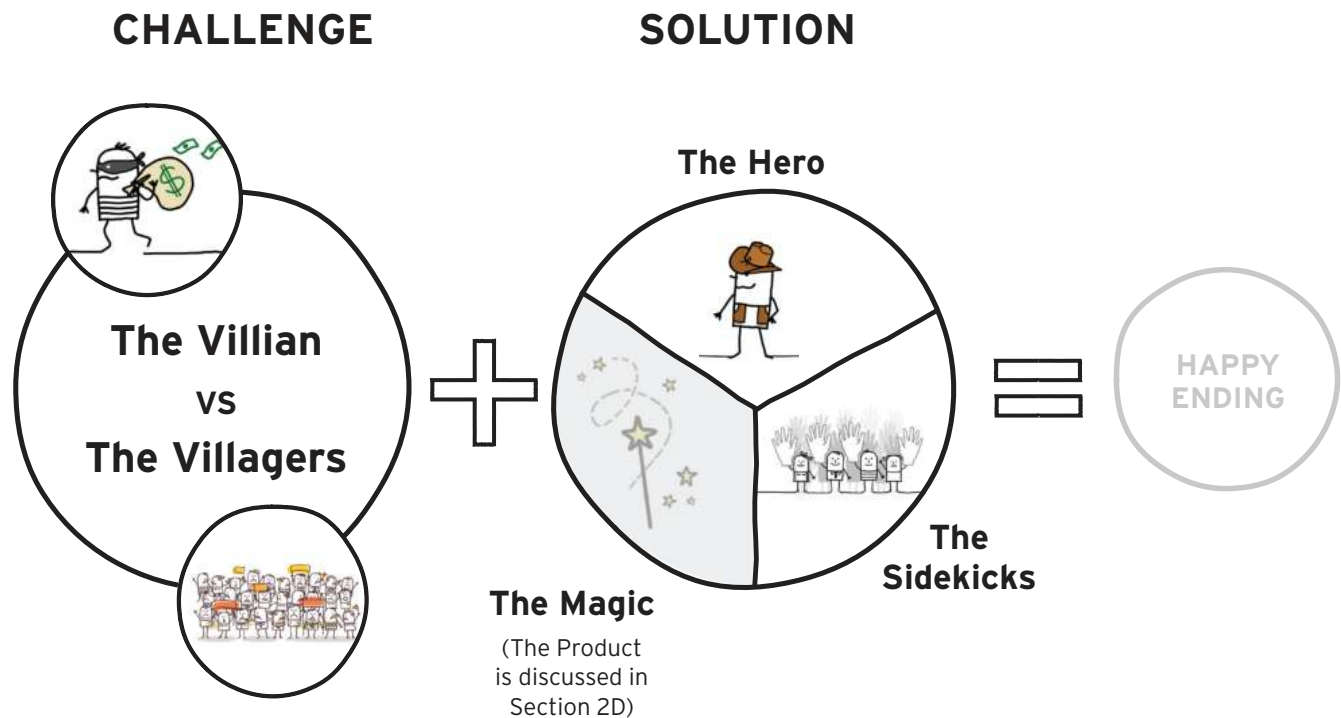 CHALLENGE
SOLUTION
The Villian
vs
The Villagers
$
The Hero
The Magic
(The Product
is discussed in
Section 2D)
The
Sidekicks
HAPPY
ENDING